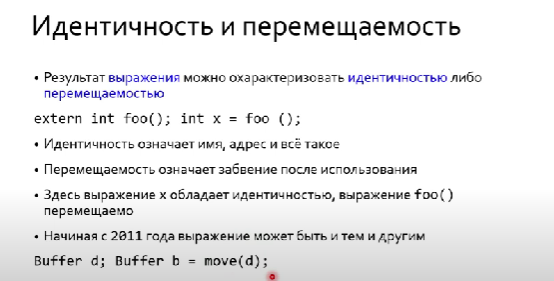 Идентичность и перемещаемость
• Результат выражения можно охарактеризовать идентичностью либо
перемещаемостью
extern int foo(); int x = foo ();
• Идентичность означает имя, адрес и всё такое
• Перемещаемость означает забвение после использования
• Здесь выражение x обладает идентичностью, выражение foo()
перемещаемо
• Начиная с 2011 года выражение может быть и тем и другим
Buffer d; Buffer b = move(d);